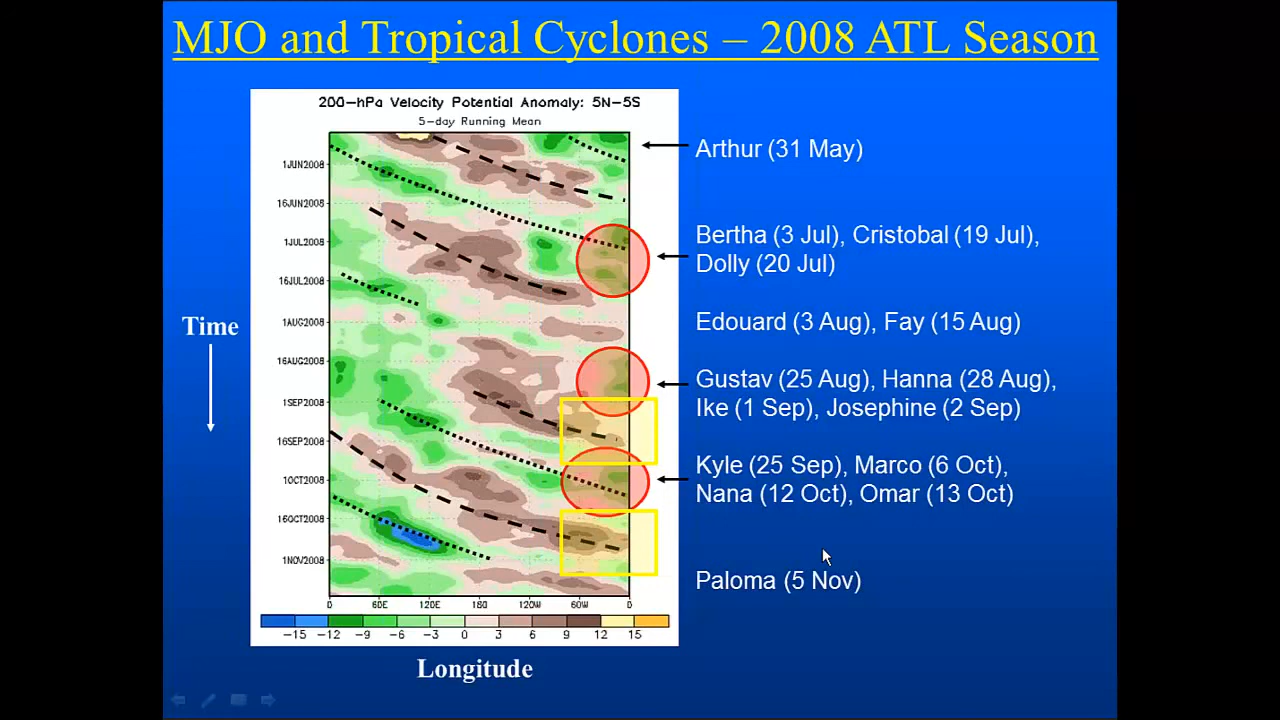 MJO and Tropical Cyclones – 2008 ATL Season
200-hPa Velocity Potential Anomaly: 5N-5S
5-day Running Mean
1JUN2008
16JUN2008
1JUL2008
16JUL2008
1AUG2008
16AUG2008
1SEP2008
16SEP2008
1OCT2008
16OCT2008
1NOV2008
0 60E 120E 180 120W 60W 0
-15 -12 -9 -6 -3 0 3 6 9 12 15
Time
Longitude
Arthur (31 May)
Bertha (3 Jul), Cristobal (19 Jul),
Dolly (20 Jul)
Edouard (3 Aug), Fay (15 Aug)
Gustav (25 Aug), Hanna (28 Aug),
Ike (1 Sep), Josephine (2 Sep)
Kyle (25 Sep), Marco (6 Oct),
Nana (12 Oct), Omar (13 Oct)
Paloma (5 Nov)